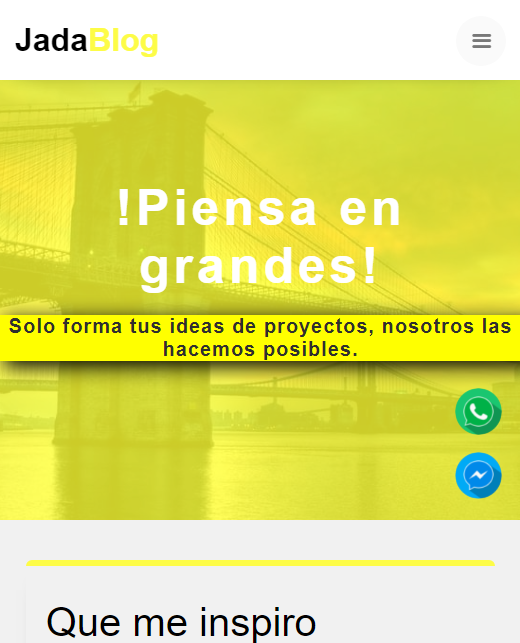 JadaBlog
!Piensa en
grandes!
Solo forma tus ideas de proyectos, nosotros las
hacemos posibles.
Que me inspiro